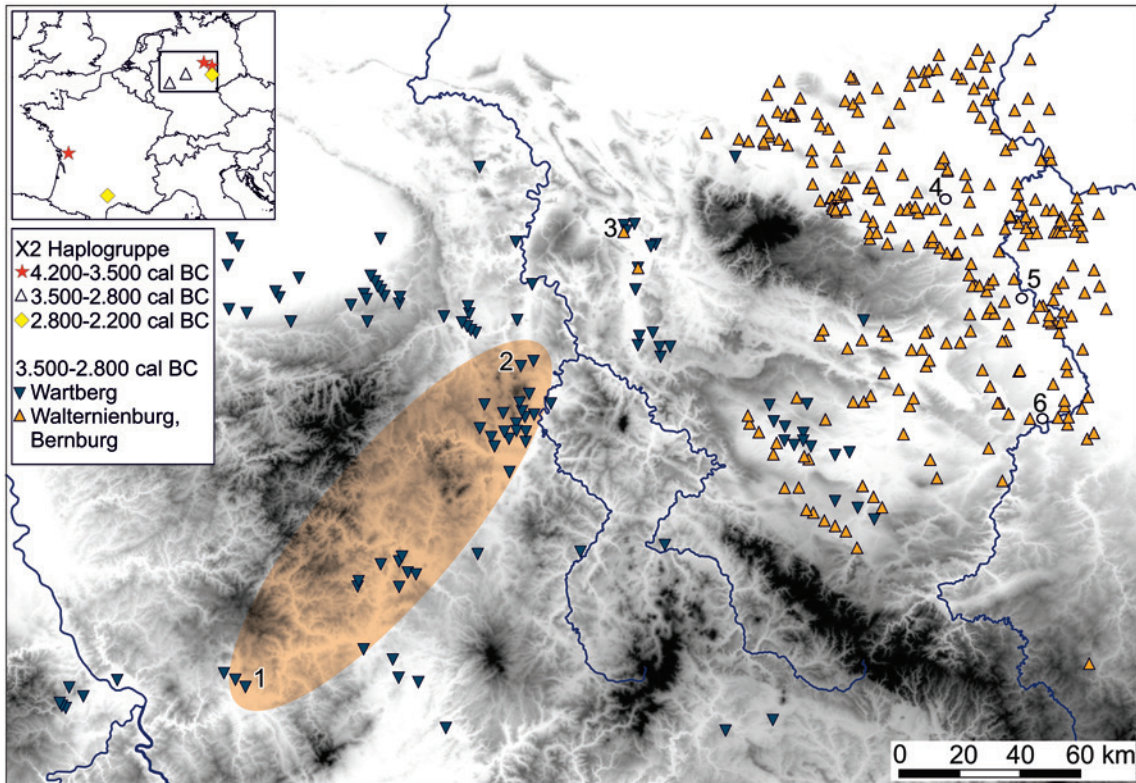 X2 Haplogruppe
4.200-3.500 cal BC
3.500-2.800 cal BC
2.800-2.200 cal BC
3.500-2.800 cal BC
Wartberg
Walternienburg,
Bernburg
1
2
3
4
5
6
0 20 40 60 km